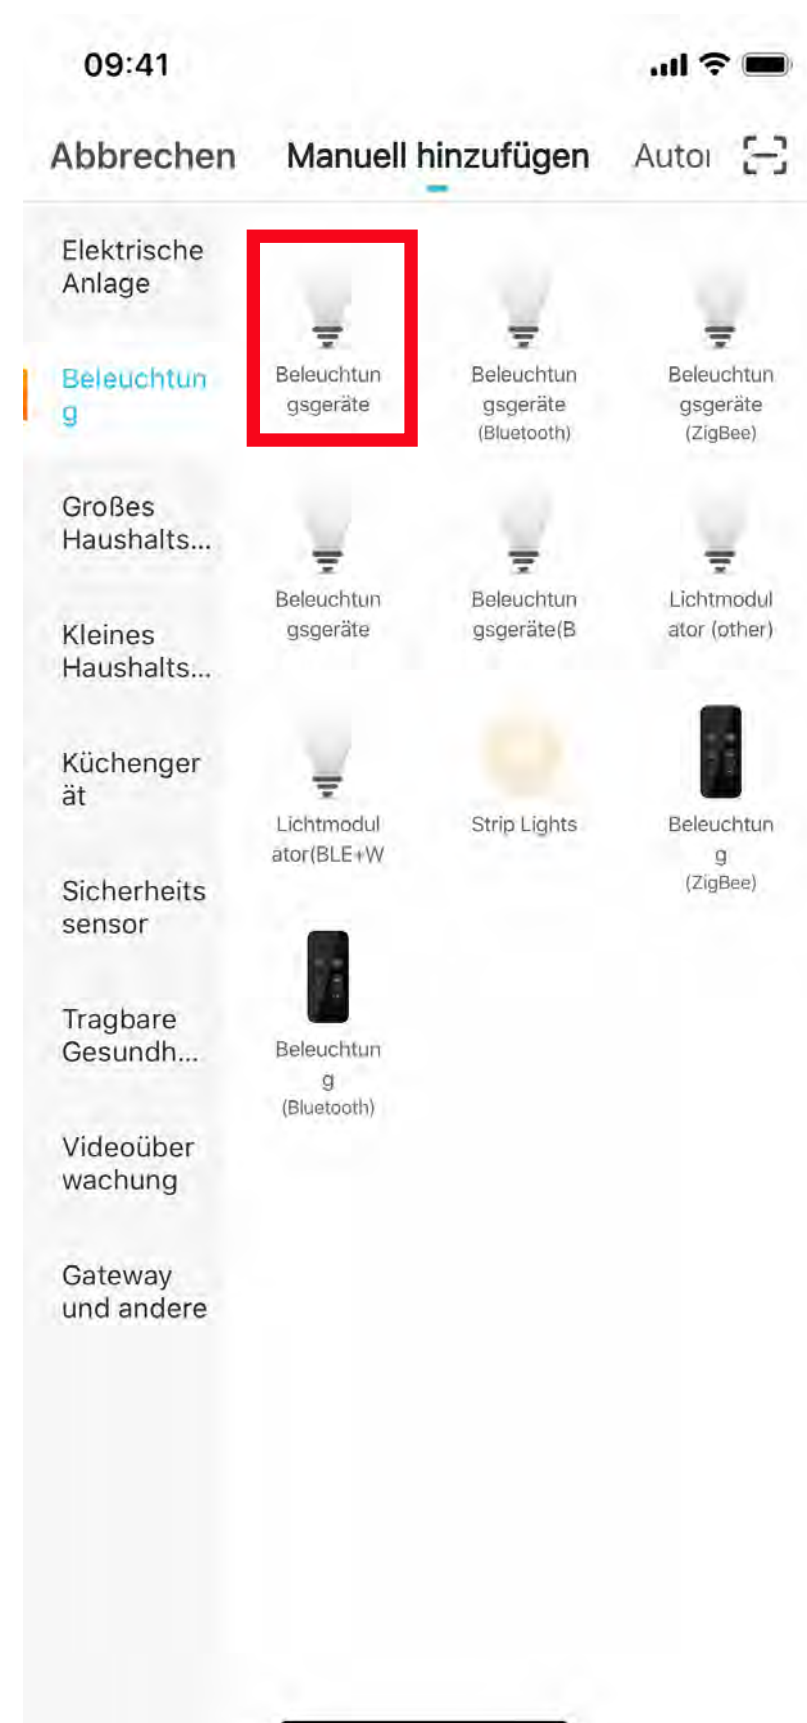 09:41
Abbrechen Manuell hinzufügen Autor
Elektrische
Anlage
Beleuchtun
g
Großes
Haushalts...
Kleines
Haushalts...
Küchenger
ät
Sicherheits
sensor
Tragbare
Gesundh...
Videoüber
wachung
Gateway
und andere
Beleuchtun
gsgeräte
Beleuchtun
gsgeräte
(Bluetooth)
Beleuchtun
gsgeräte
(ZigBee)
Beleuchtun
gsgeräte
Beleuchtun
gsgeräte(B
Lichtmodul
ator (other)
Lichtmodul
ator(BLE+W
Strip Lights
Beleuchtun
g
(ZigBee)
Beleuchtun
g
(Bluetooth)